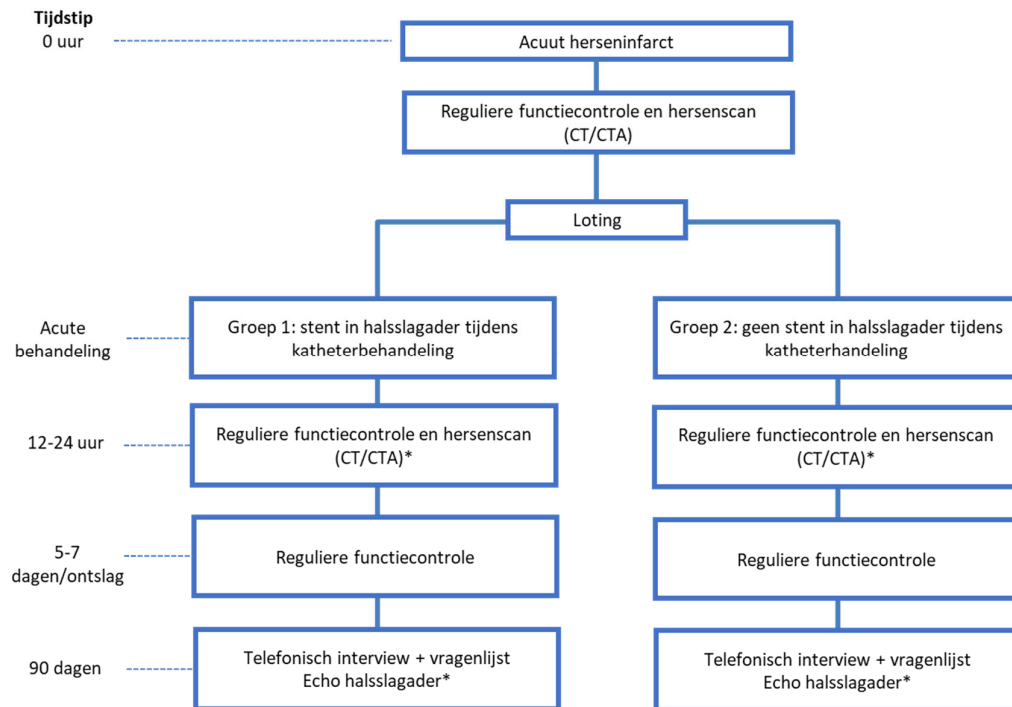 Tijdstip
0 uur
Acuut herseninfarct
Reguliere functiecontrole en hersenscan
(CT/CTA)
Loting
Acute
behandeling
Groep 1: stent in halsslagader tijdens
katheterbehandeling
Groep 2: geen stent in halsslagader tijdens
katheterhandeling
12-24 uur
Reguliere functiecontrole en hersenscan
(CT/CTA)*
Reguliere functiecontrole en hersenscan
(CT/CTA)*
5-7
dagen/ontslag
Reguliere functiecontrole
Reguliere functiecontrole
90 dagen
Telefonisch interview + vragenlijst
Echo halsslagader*
Telefonisch interview + vragenlijst
Echo halsslagader*